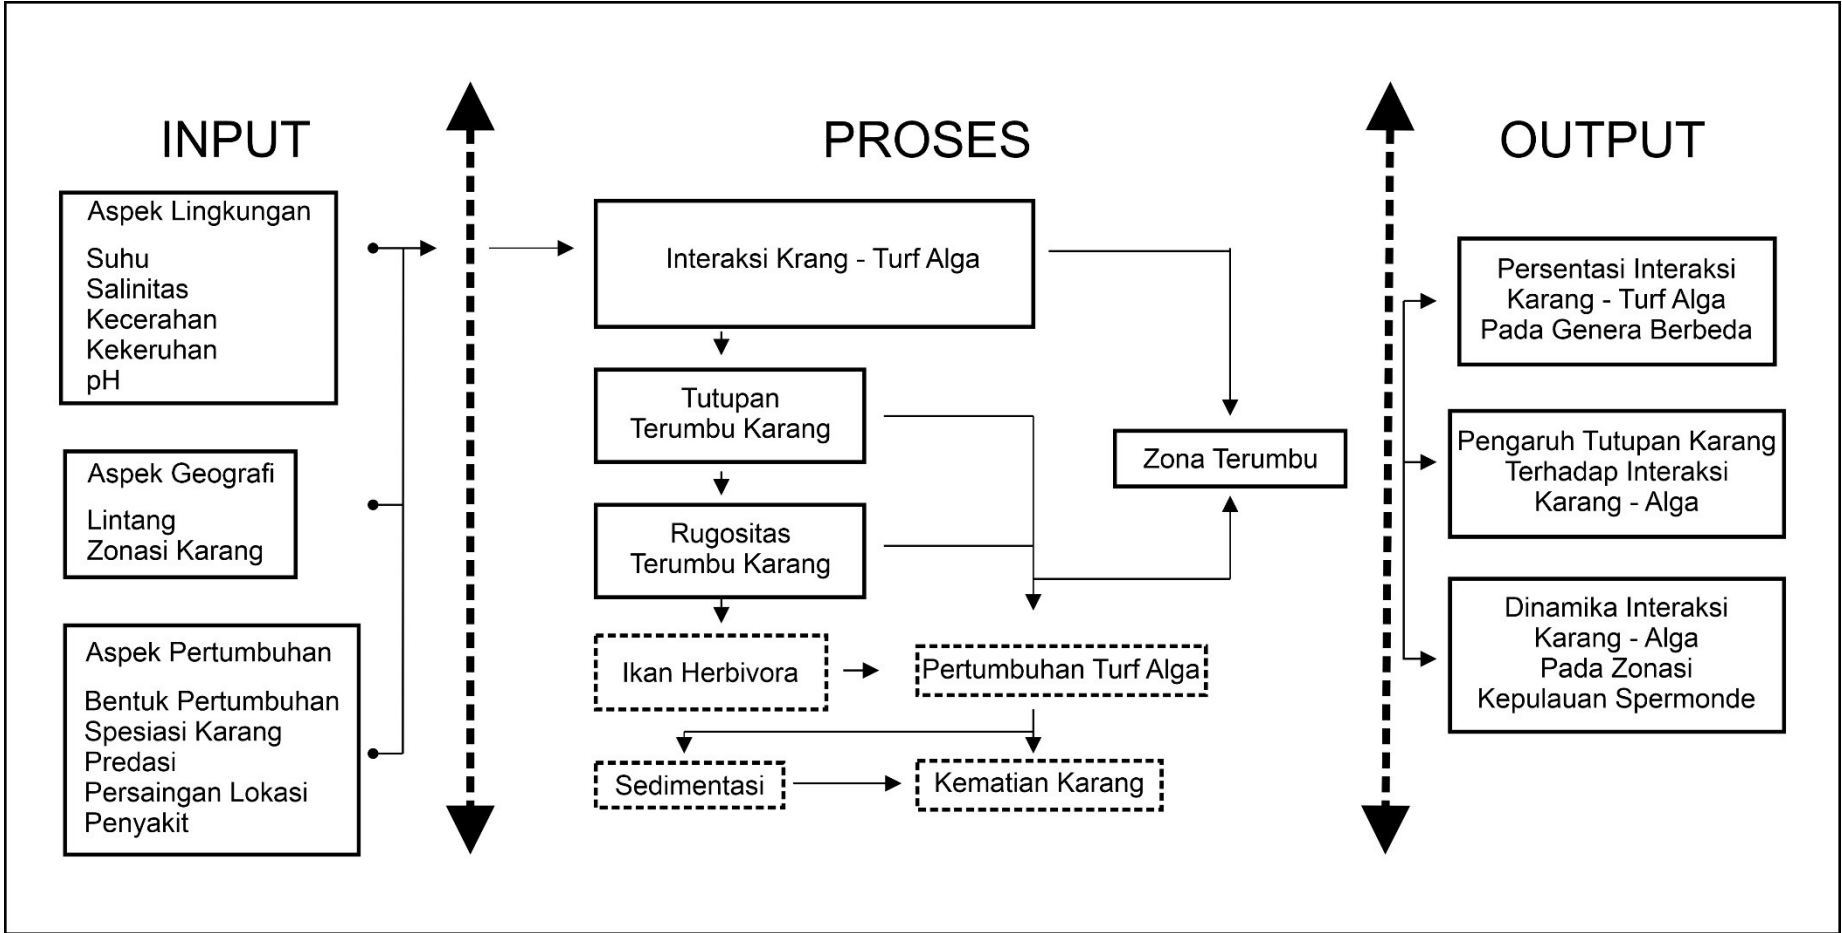 INPUT
Aspek Lingkungan
Suhu
Salinitas
Kecerahan
Kekeruhan
pH
Aspek Geografi
Lintang
Zonasi Karang
Aspek Pertumbuhan
Bentuk Pertumbuhan
Spesiasi Karang
Predasi
Persaingan Lokasi
Penyakit
PROSES
Interaksi Krang - Turf Alga
Tutupan
Terumbu Karang
Rugositas
Terumbu Karang
Zona Terumbu
Ikan Herbivora
Pertumbuhan Turf Alga
Sedimentasi
Kematian Karang
OUTPUT
Persentasi Interaksi
Karang - Turf Alga
Pada Genera Berbeda
Pengaruh Tutupan Karang
Terhadap Interaksi
Karang - Alga
Dinamika Interaksi
Karang - Alga
Pada Zonasi
Kepulauan Spermonde